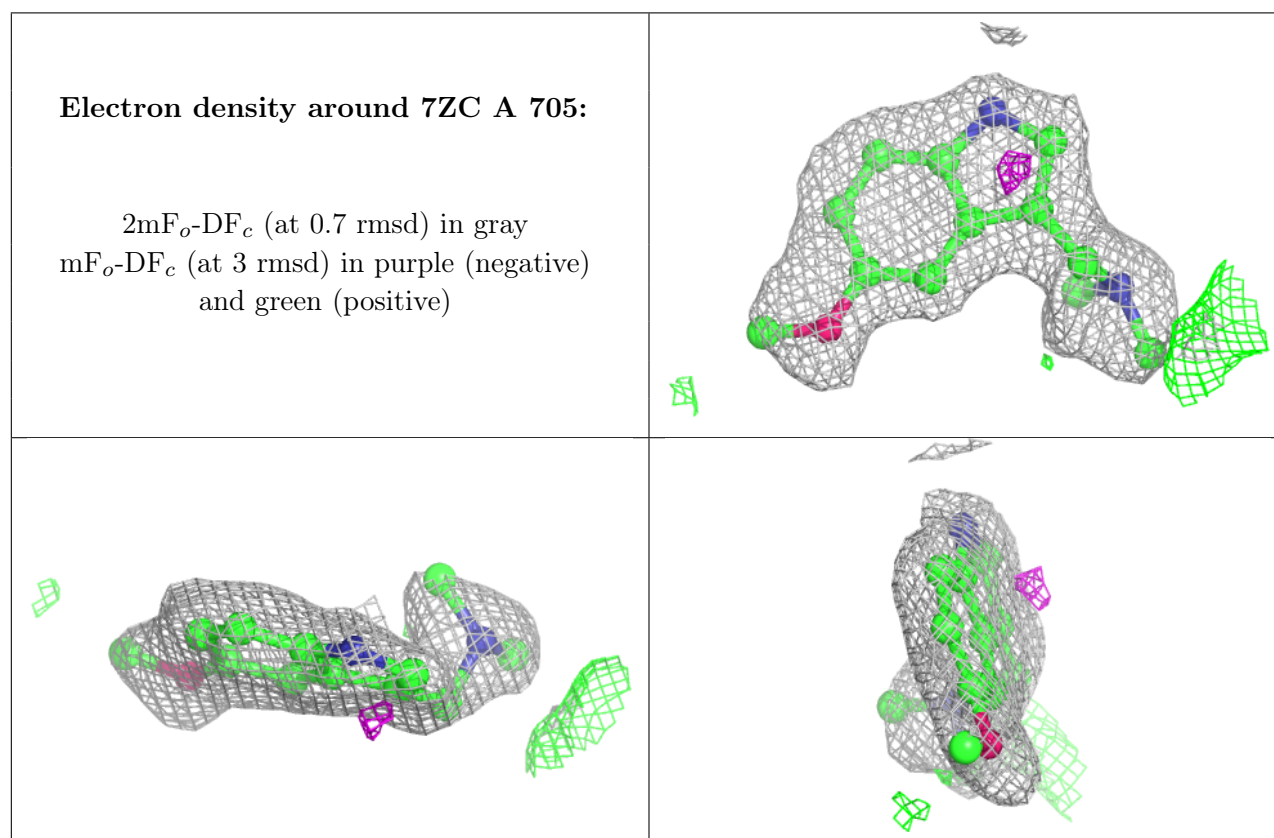 Electron density around 7ZC A 705:
2mFo-DFc (at 0.7 rmsd) in gray
mFo-DFc (at 3 rmsd) in purple (negative)
and green (positive)